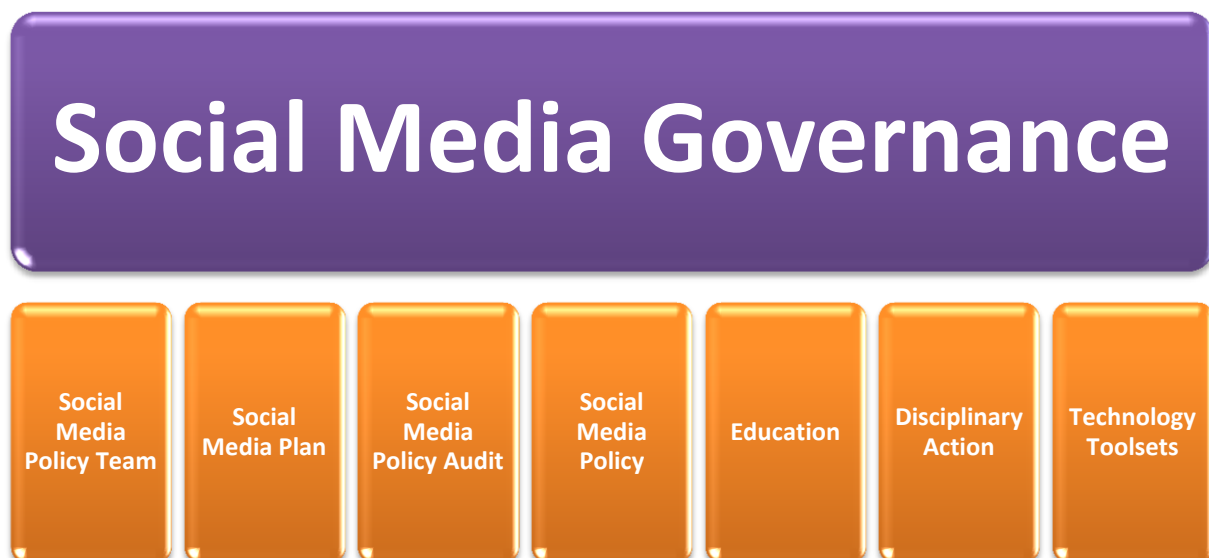 Social Media Governance
Social
Media
Policy Team
Social
Media Plan
Social
Media
Policy Audit
Social
Media
Policy
Education
Disciplinary
Action
Technology
Toolsets